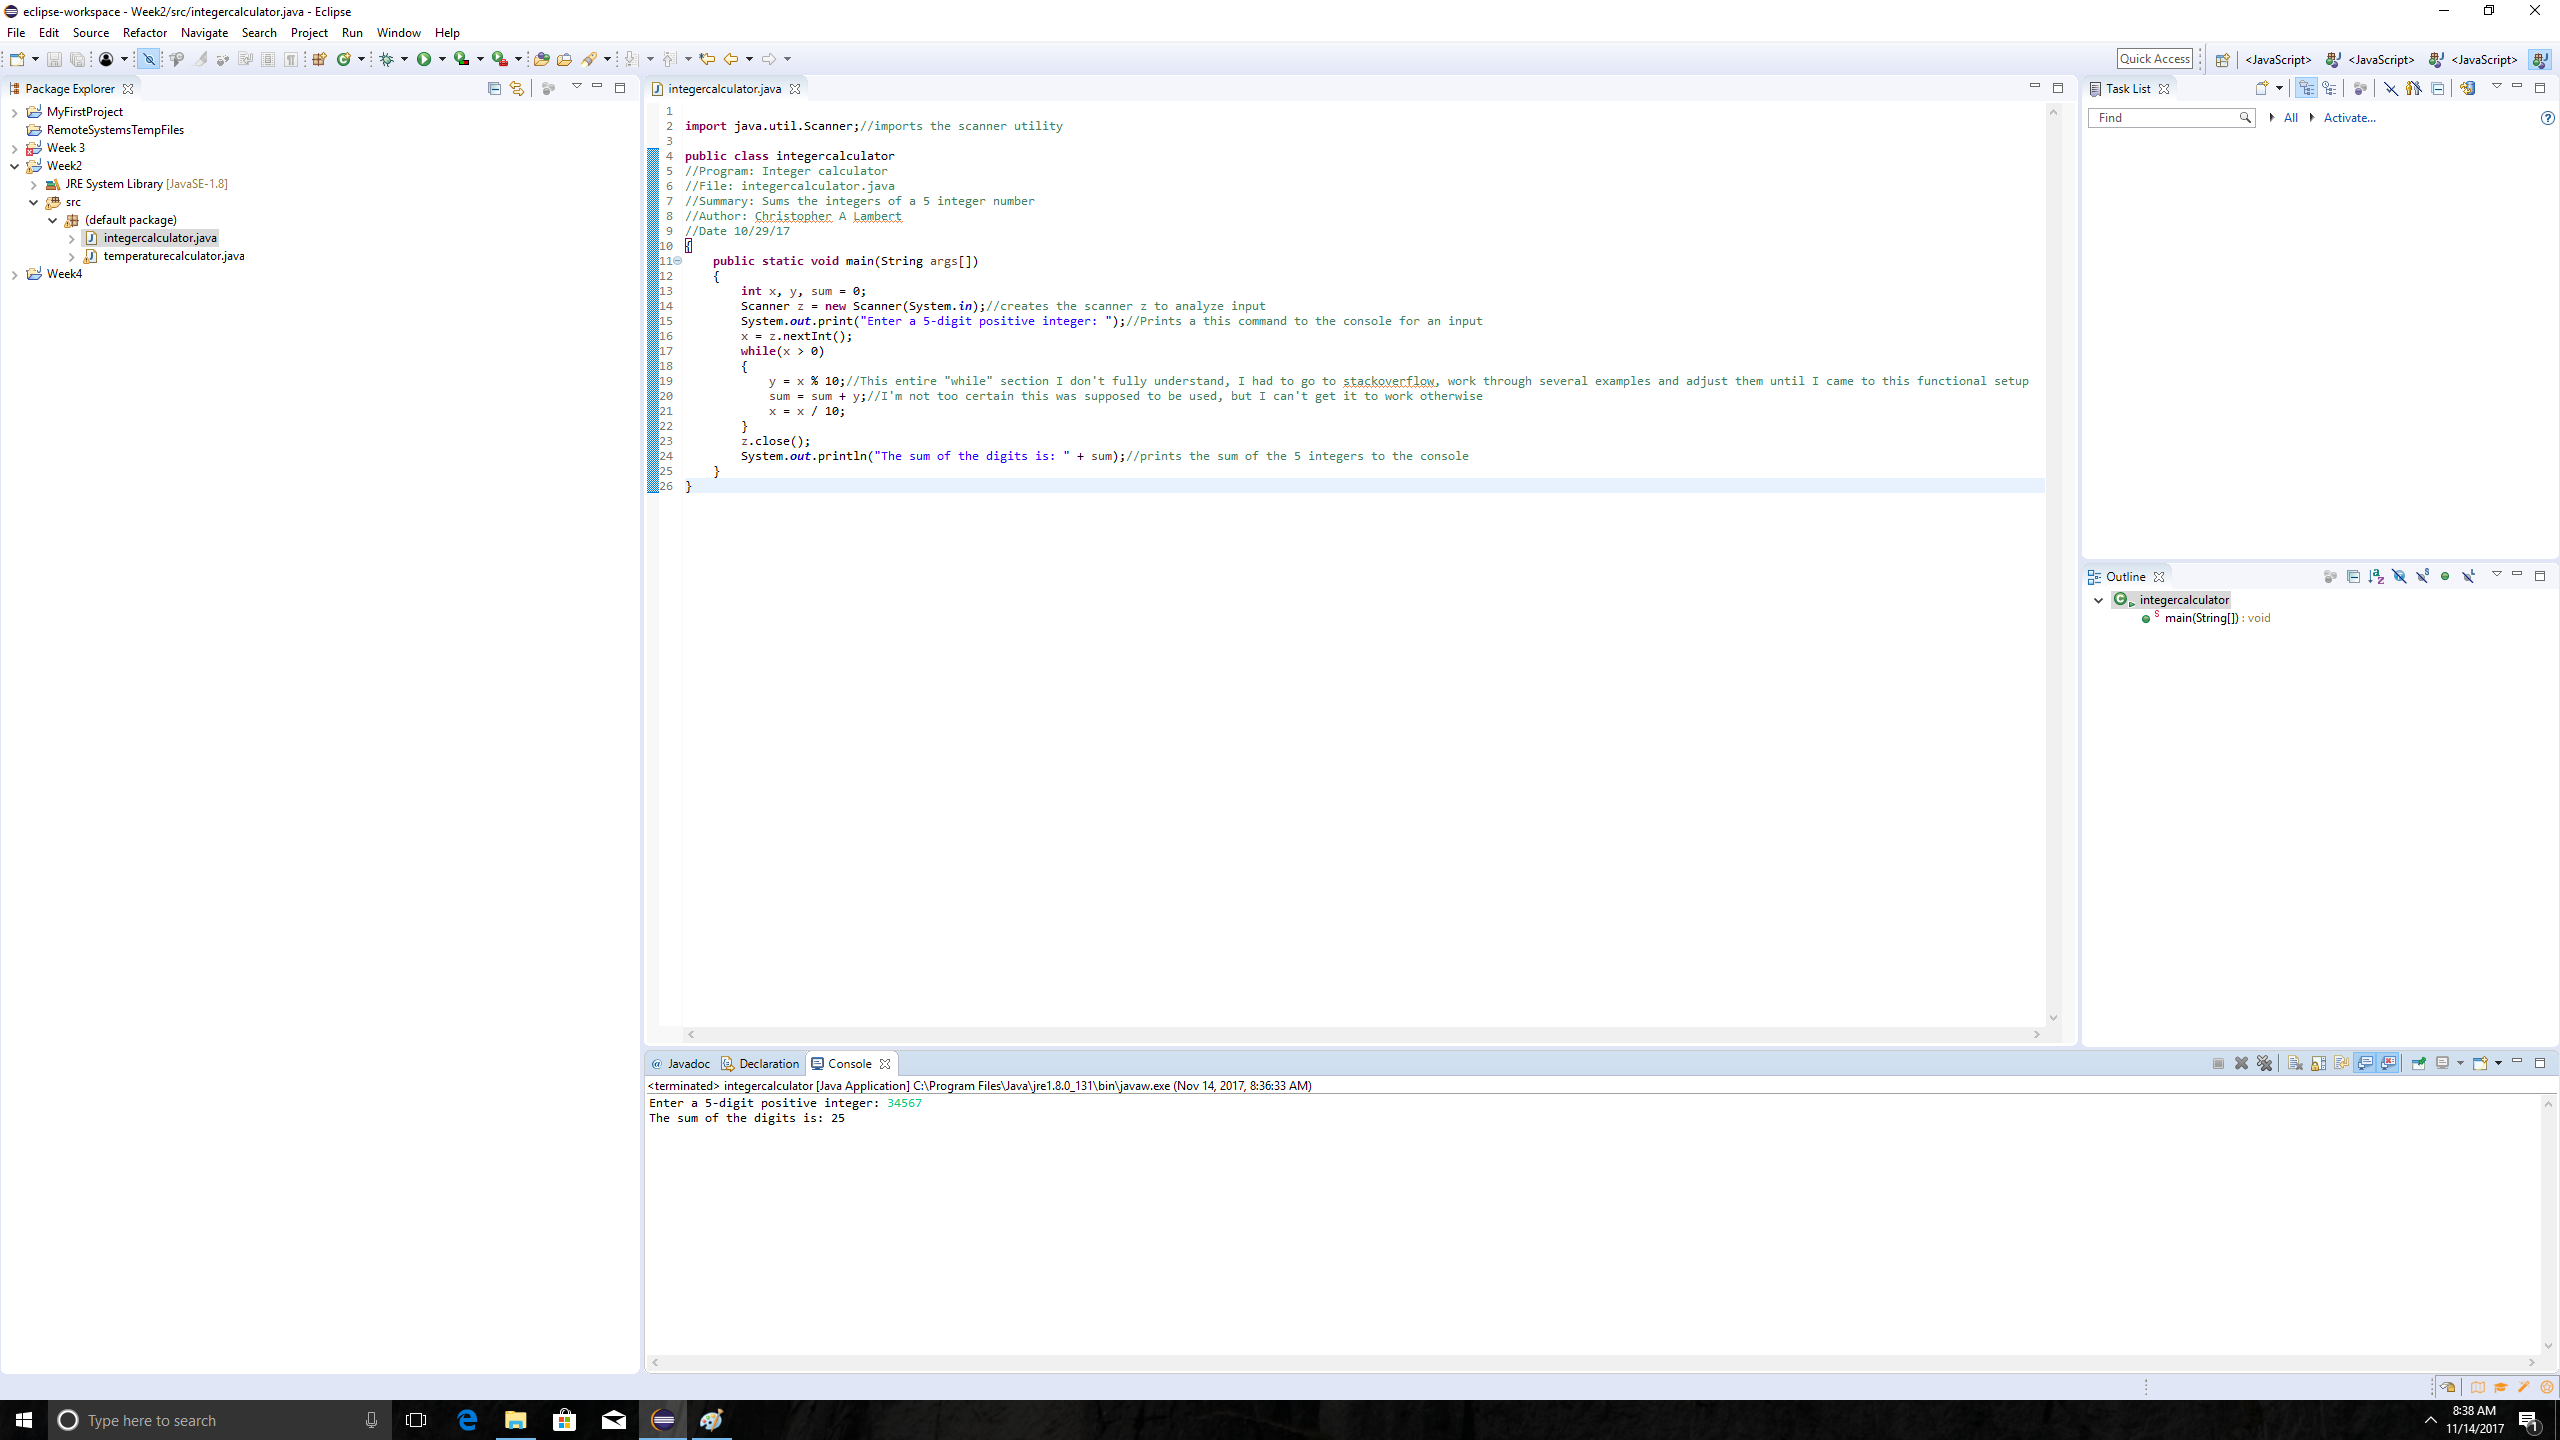 eclipse-workspace - Week2/src/integercalculator.java - Eclipse
File Edit Source Refactor Navigate Search Project Run Window Help
Quick Access <JavaScript> <JavaScript> <JavaScript>
Package Explorer
MyFirstProject
RemoteSystemsTempFiles
Week 3
Week2
JRE System Library [JavaSE-1.8]
src
(default package)
integercalculator.java
temperaturecalculator.java
Week4
integercalculator.java
1
2 import java.util.Scanner;//imports the scanner utility
3
4 public class integercalculator
5 //Program: Integer calculator
6 //File: integercalculator.java
7 //Summary: Sums the integers of a 5 integer number
8 //Author: Christopher A Lambert
9 //Date 10/29/17
10 {
11 public static void main(String args[])
12 {
13 int x, y, sum = 0;
14 Scanner z = new Scanner(System.in);//creates the scanner z to analyze input
15 System.out.print("Enter a 5-digit positive integer: ");//Prints a this command to the console for an input
16 x = z.nextInt();
17 while(x > 0)
18 {
19 y = x % 10;//This entire "while" section I don't fully understand, I had to go to stackoverflow, work through several examples and adjust them until I came to this functional setup
20 sum = sum + y;//I'm not too certain this was supposed to be used, but I can't get it to work otherwise
21 x = x / 10;
22 }
23 z.close();
24 System.out.println("The sum of the digits is: " + sum);//prints the sum of the 5 integers to the console
25 }
26 }
Task List
Find All Activate...
Outline
integercalculator
main(String[]) : void
@ Javadoc Declaration Console
<terminated> integercalculator [Java Application] C:\Program Files\Java\jre1.8.0_131\bin\javaw.exe (Nov 14, 2017, 8:36:33 AM)
Enter a 5-digit positive integer: 34567
The sum of the digits is: 25
Type here to search
8:38 AM
11/14/2017
1